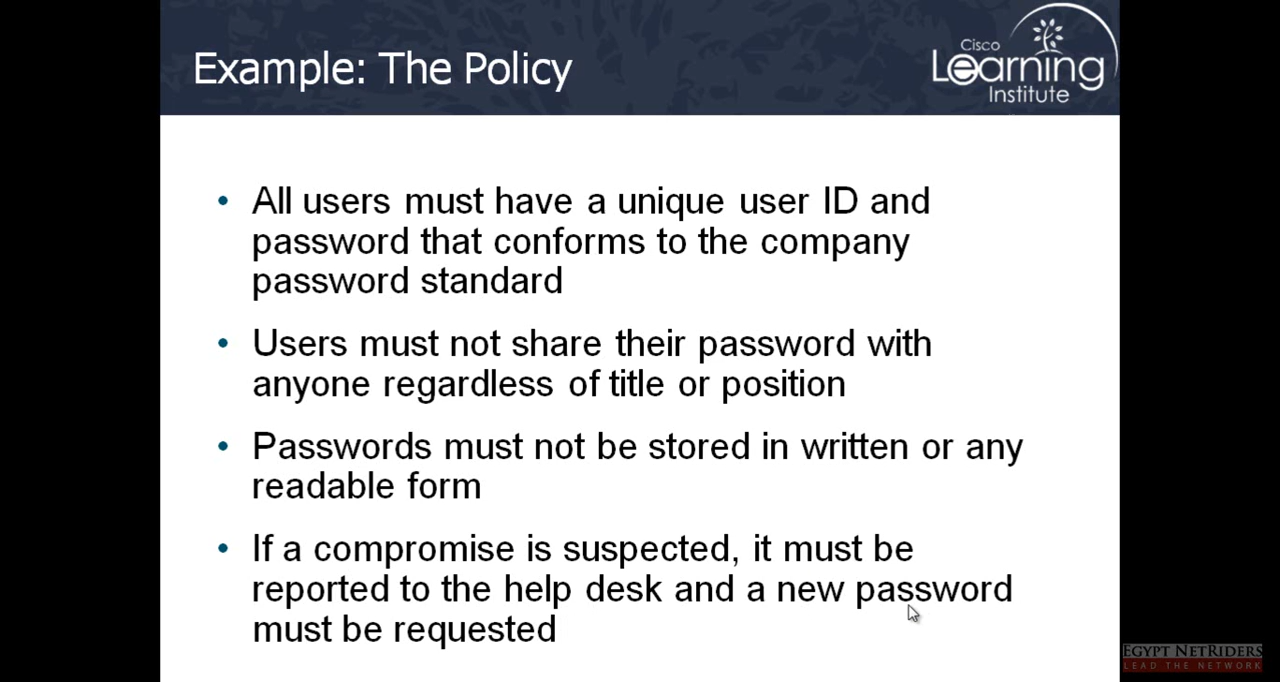 Example: The Policy
Cisco
Learning
Institute
• All users must have a unique user ID and
password that conforms to the company
password standard
• Users must not share their password with
anyone regardless of title or position
• Passwords must not be stored in written or any
readable form
• If a compromise is suspected, it must be
reported to the help desk and a new password
must be requested
EGYPT NETRIDERS
LEAD THE NETWORK